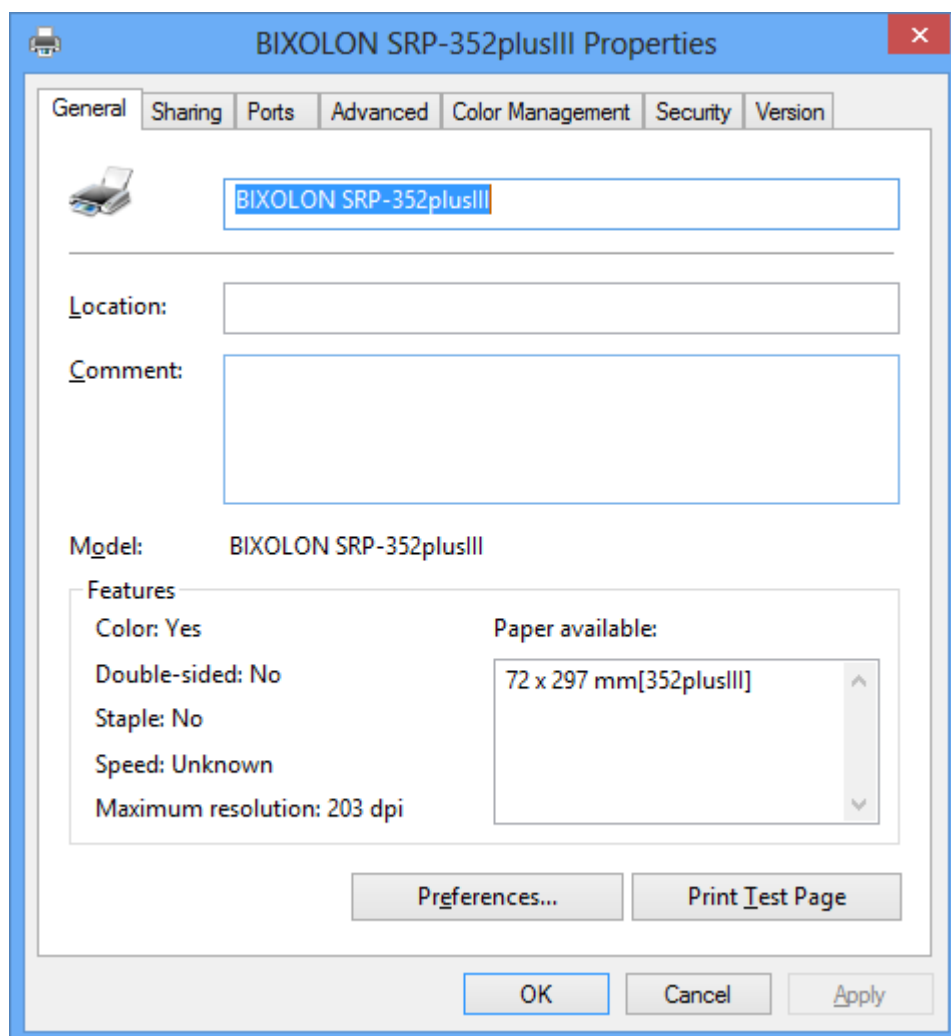 BIXOLON SRP-352plusIII Properties
General Sharing Ports Advanced Color Management Security Version
BIXOLON SRP-352plusIII
Location:
Comment:
Model: BIXOLON SRP-352plusIII
Features
Color: Yes
Double-sided: No
Staple: No
Speed: Unknown
Maximum resolution: 203 dpi
Paper available:
72 x 297 mm[352plusIII]
Preferences... Print Test Page
OK Cancel Apply